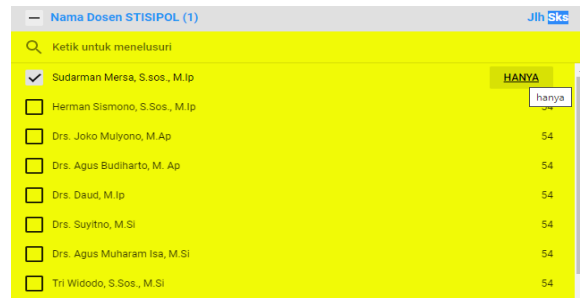 Nama Dosen STISIPOL (1) Jlh Sks
Ketik untuk menelusuri
Sudarman Mersa, S.sos., M.Ip HANYA
hanya
Herman Sismono, S.Sos., M.Ip 54
Drs. Joko Mulyono, M.Ap 54
Drs. Agus Budiharto, M. Ap 54
Drs. Daud, M.Ip 54
Drs. Suyitno, M.Si 54
Drs. Agus Muharam Isa, M.Si 54
Tri Widodo, S.Sos., M.Si 54